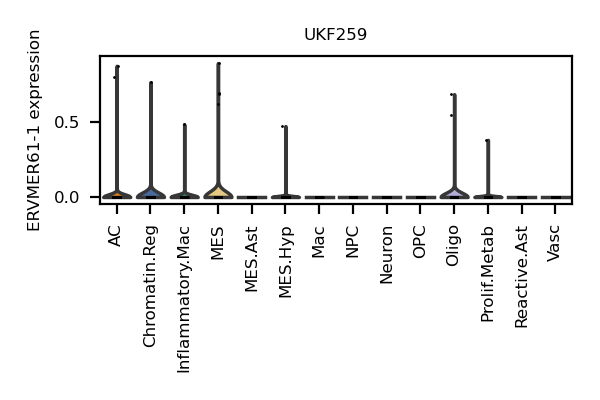 UKF259
ERVMER61-1 expression
0.5
0.0
AC
Chromatin.Reg
Inflammatory.Mac
MES
MES.Ast
MES.Hyp
Mac
NPC
Neuron
OPC
Oligo
Prolif.Metab
Reactive.Ast
Vasc